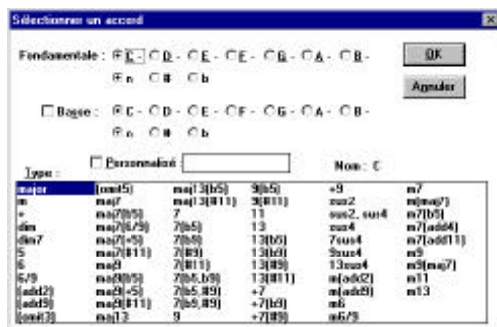 Sélectionner un accord
Fondamentale : C - D - E - F - G - A - B - OK
n # b
Annuler
Basse : C - D - E - F - G - A - B -
n # b
Personnalisé : Nom : C
Type :
major (omit5) maj13(b5) 9(b5) +9 m7
m maj7 maj13(#11) 9(#11) sus2 m(maj7)
+ maj7(b5) 7 11 sus2, sus4 m7(b5)
dim maj7(6/9) 7(b5) 13 sus4 m7(add4)
dim7 maj7(+5) 7(b9) 13(b5) 7sus4 m7(add11)
5 maj7(#11) 7(#9) 13(b9) 9sus4 m9
6 maj9 7(#11) 13(#9) 13sus4 m9(maj7)
6/9 maj9(b5) 7(b5,b9) 13(#11) m(add2) m11
(add2) maj9(+5) 7(b5,#9) +7 m(add9) m13
(add9) maj9(#11) 7(b9,#9) +7(b9) m6
(omit3) maj13 9 +7(#9) m6/9